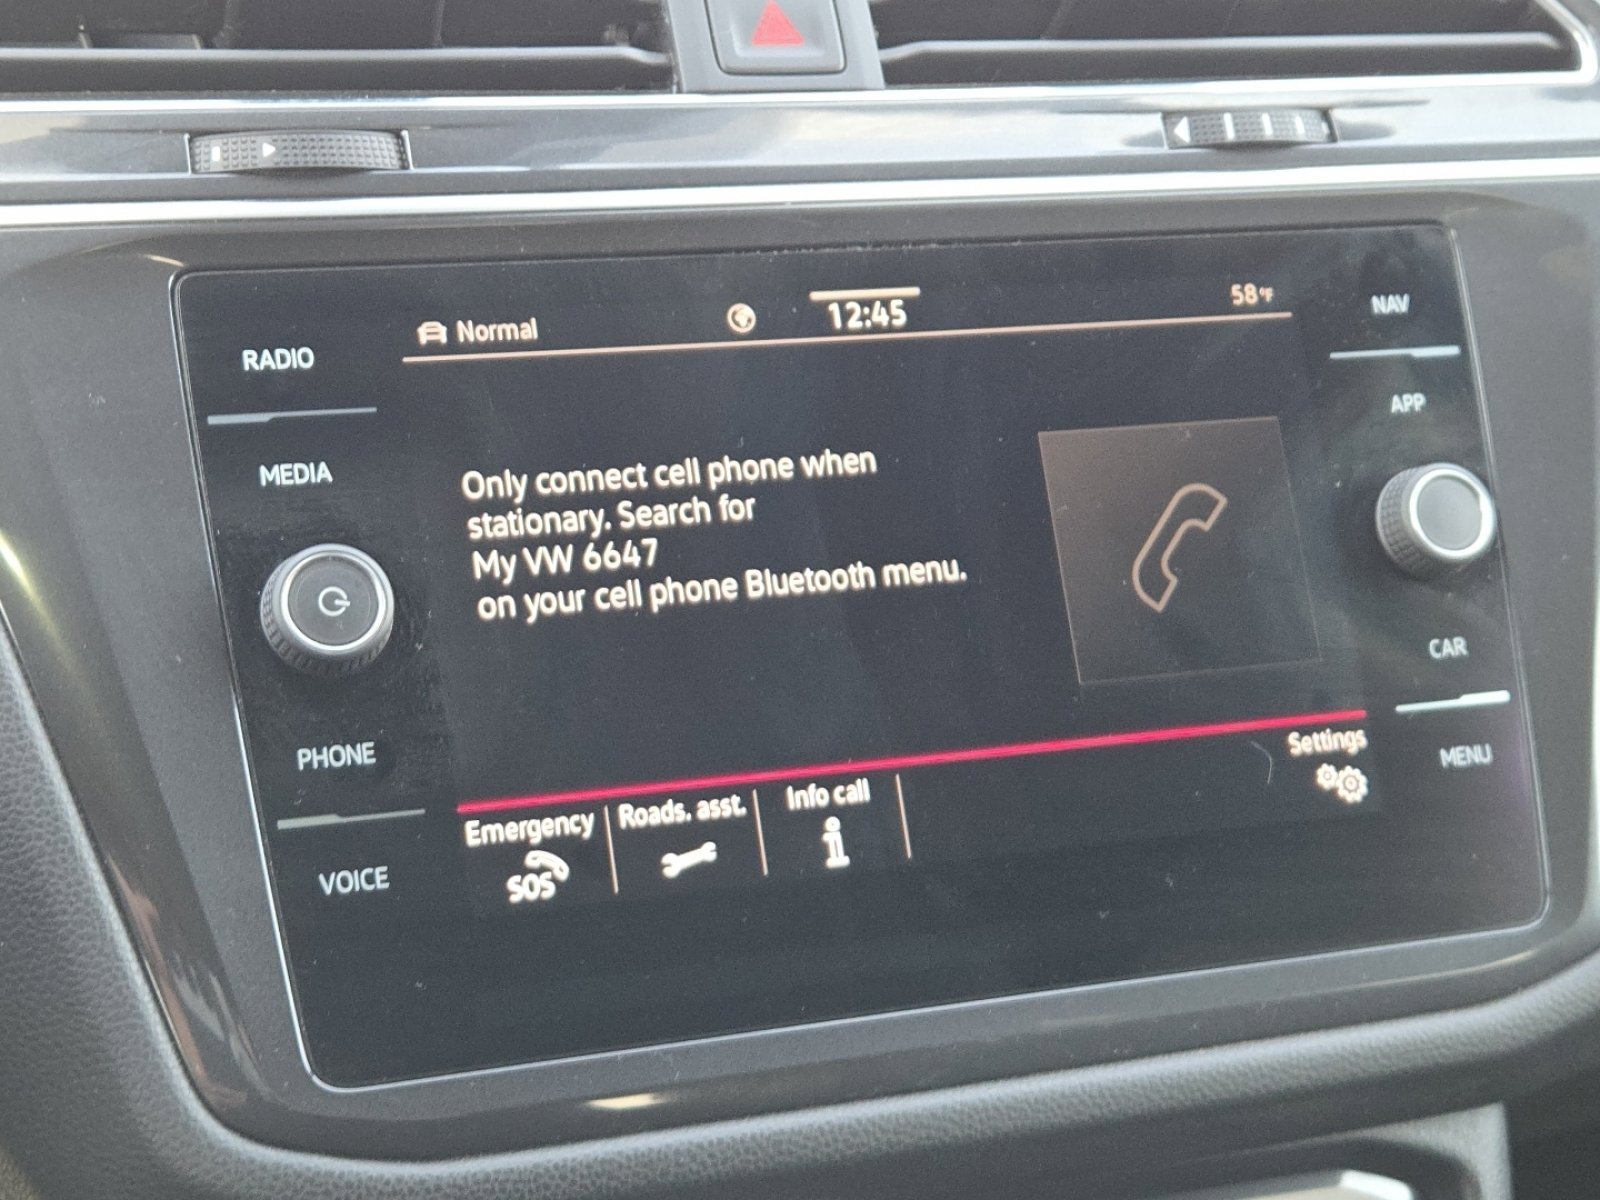 Normal
12:45
58°F
RADIO
MEDIA
PHONE
VOICE
Only connect cell phone when
stationary. Search for
My VW 6647
on your cell phone Bluetooth menu.
Emergency
SOS
Roads. asst.
Info call
i
Settings
NAV
APP
CAR
MENU